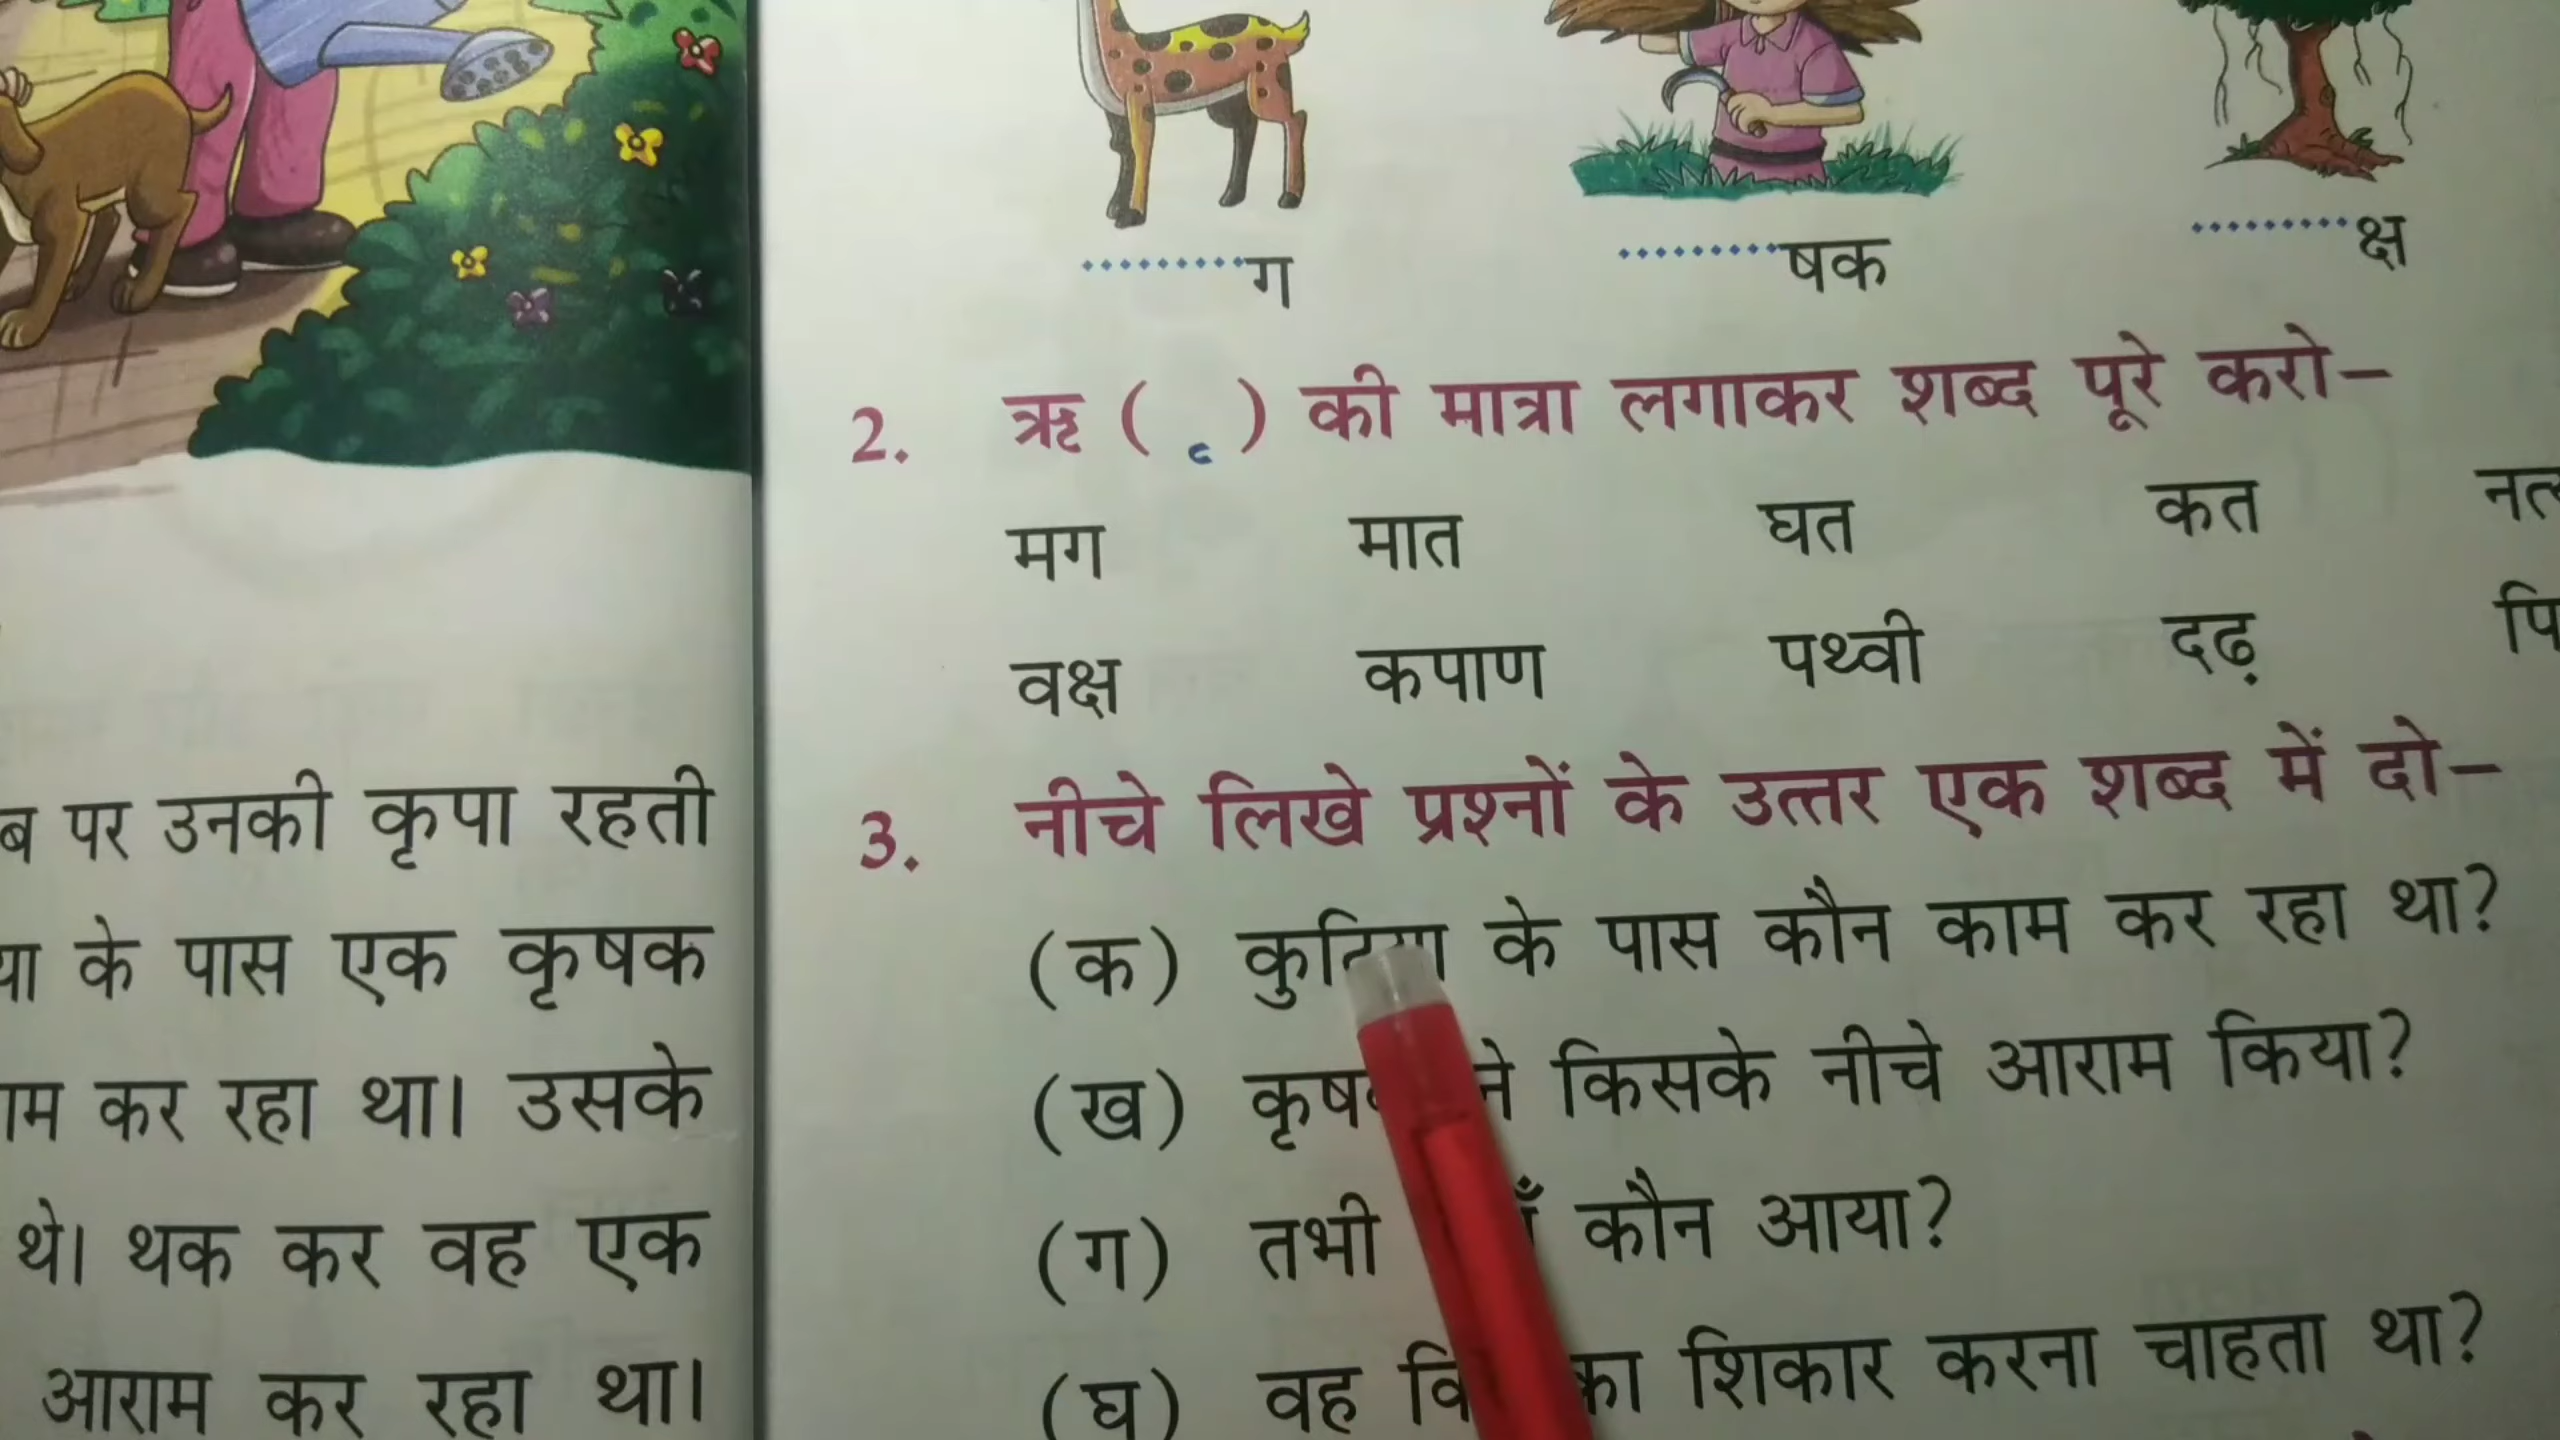 पर उनकी कृपा रहती
के पास एक कृषक
कर रहा था। उसके
थे। थक कर वह एक
आराम कर रहा था।
.........ग .........षक .........क्ष
2. ऋ ( ृ ) की मात्रा लगाकर शब्द पूरे करो–
मग मात घत कत
वक्ष कपाण पथ्वी दढ़
3. नीचे लिखे प्रश्नों के उत्तर एक शब्द में दो–
(क) कुटिया के पास कौन काम कर रहा था?
(ख) कृषक ने किसके नीचे आराम किया?
(ग) तभी कौन आया?
(घ) वह शिकार करना चाहता था?